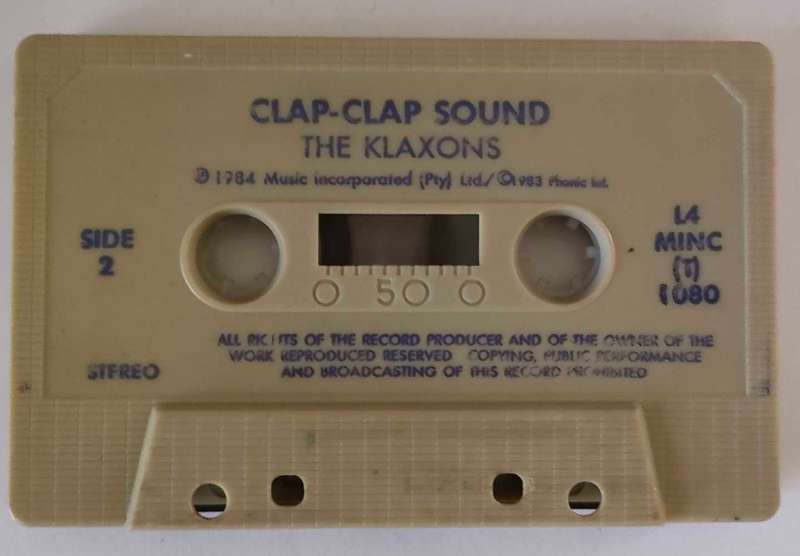 CLAP-CLAP SOUND
THE KLAXONS
℗ 1984 Music incorporated (Pty) Ltd./©1983 Phonic Int.
SIDE
2
L4
MINC
(T)
1080
0 50 0
ALL RIGHTS OF THE RECORD PRODUCER AND OF THE OWNER OF THE
WORK REPRODUCED RESERVED COPYING, PUBLIC PERFORMANCE
AND BROADCASTING OF THIS RECORD PROHIBITED
STEREO